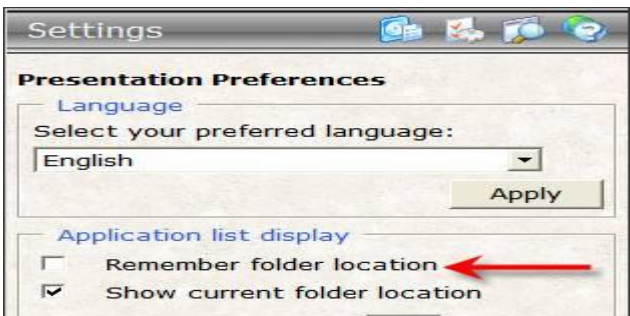 Settings
Presentation Preferences
Language
Select your preferred language:
English
Apply
Application list display
Remember folder location
Show current folder location